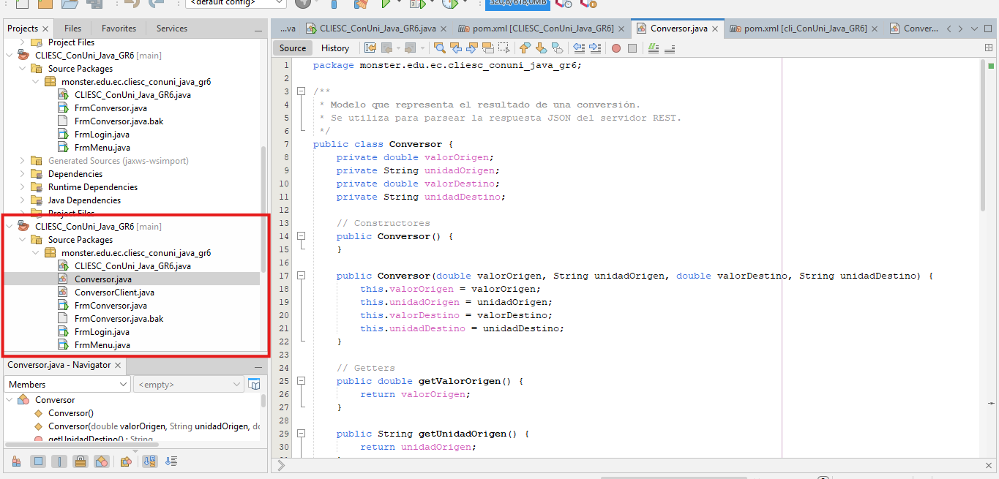 <default config>
320,8/618,0MB
Projects
Files
Favorites
Services
Project Files
CLIESC_ConUni_Java_GR6 [main]
Source Packages
monster.edu.ec.cliesc_conuni_java_gr6
CLIESC_ConUni_Java_GR6.java
FrmConversor.java
FrmConversor.java.bak
FrmLogin.java
FrmMenu.java
Generated Sources (jaxws-wsimport)
Dependencies
Runtime Dependencies
Java Dependencies
Project Files
CLIESC_ConUni_Java_GR6 [main]
Source Packages
monster.edu.ec.cliesc_conuni_java_gr6
CLIESC_ConUni_Java_GR6.java
Conversor.java
ConversorClient.java
FrmConversor.java
FrmConversor.java.bak
FrmLogin.java
FrmMenu.java
Conversor.java - Navigator
Members
<empty>
Conversor
Conversor()
Conversor(double valorOrigen, String unidadOrigen, do
getUnidadDestino() : String
...va
CLIESC_ConUni_Java_GR6.java
pom.xml [CLIESC_ConUni_Java_GR6]
Conversor.java
pom.xml [cli_ConUni_Java_GR6]
Conver...
Source
History
1 package monster.edu.ec.cliesc_conuni_java_gr6;
2
3 /**
4 * Modelo que representa el resultado de una conversión.
5 * Se utiliza para parsear la respuesta JSON del servidor REST.
6 */
7 public class Conversor {
8 private double valorOrigen;
9 private String unidadOrigen;
10 private double valorDestino;
11 private String unidadDestino;
12
13 // Constructores
14 public Conversor() {
15 }
16
17 public Conversor(double valorOrigen, String unidadOrigen, double valorDestino, String unidadDestino) {
18 this.valorOrigen = valorOrigen;
19 this.unidadOrigen = unidadOrigen;
20 this.valorDestino = valorDestino;
21 this.unidadDestino = unidadDestino;
22 }
23
24 // Getters
25 public double getValorOrigen() {
26 return valorOrigen;
27 }
28
29 public String getUnidadOrigen() {
30 return unidadOrigen;